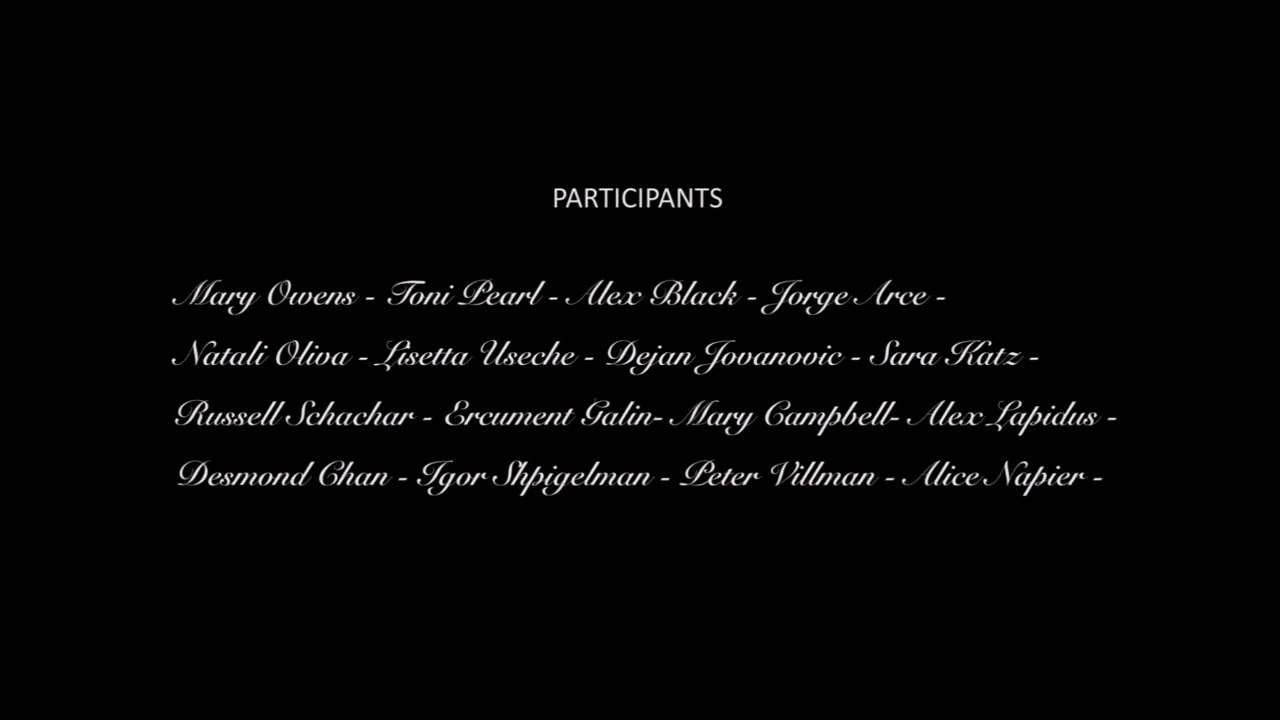 PARTICIPANTS
Mary Owens - Toni Pearl - Alex Black - Jorge Arce -
Natali Oliva - Lisetta Useche - Dejan Jovanovic - Sara Katz -
Russell Schachar - Ercument Galin- Mary Campbell- Alex Lapidus -
Desmond Chan - Igor Shpigelman - Peter Villman - Alice Napier -